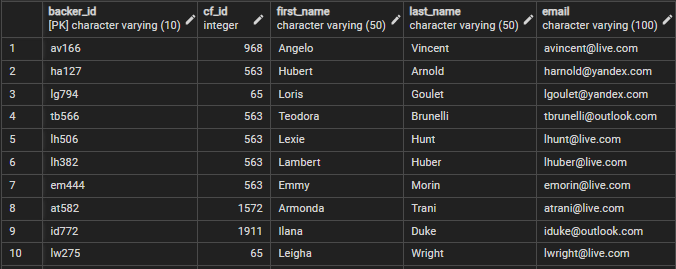 backer_id cf_id first_name last_name email
[PK] character varying (10) integer character varying (50) character varying (50) character varying (100)
1 av166 968 Angelo Vincent avincent@live.com
2 ha127 563 Hubert Arnold harnold@yandex.com
3 lg794 65 Loris Goulet lgoulet@yandex.com
4 tb566 563 Teodora Brunelli tbrunelli@outlook.com
5 lh506 563 Lexie Hunt lhunt@live.com
6 lh382 563 Lambert Huber lhuber@live.com
7 em444 563 Emmy Morin emorin@live.com
8 at582 1572 Armonda Trani atrani@live.com
9 id772 1911 Ilana Duke iduke@outlook.com
10 lw275 65 Leigha Wright lwright@live.com